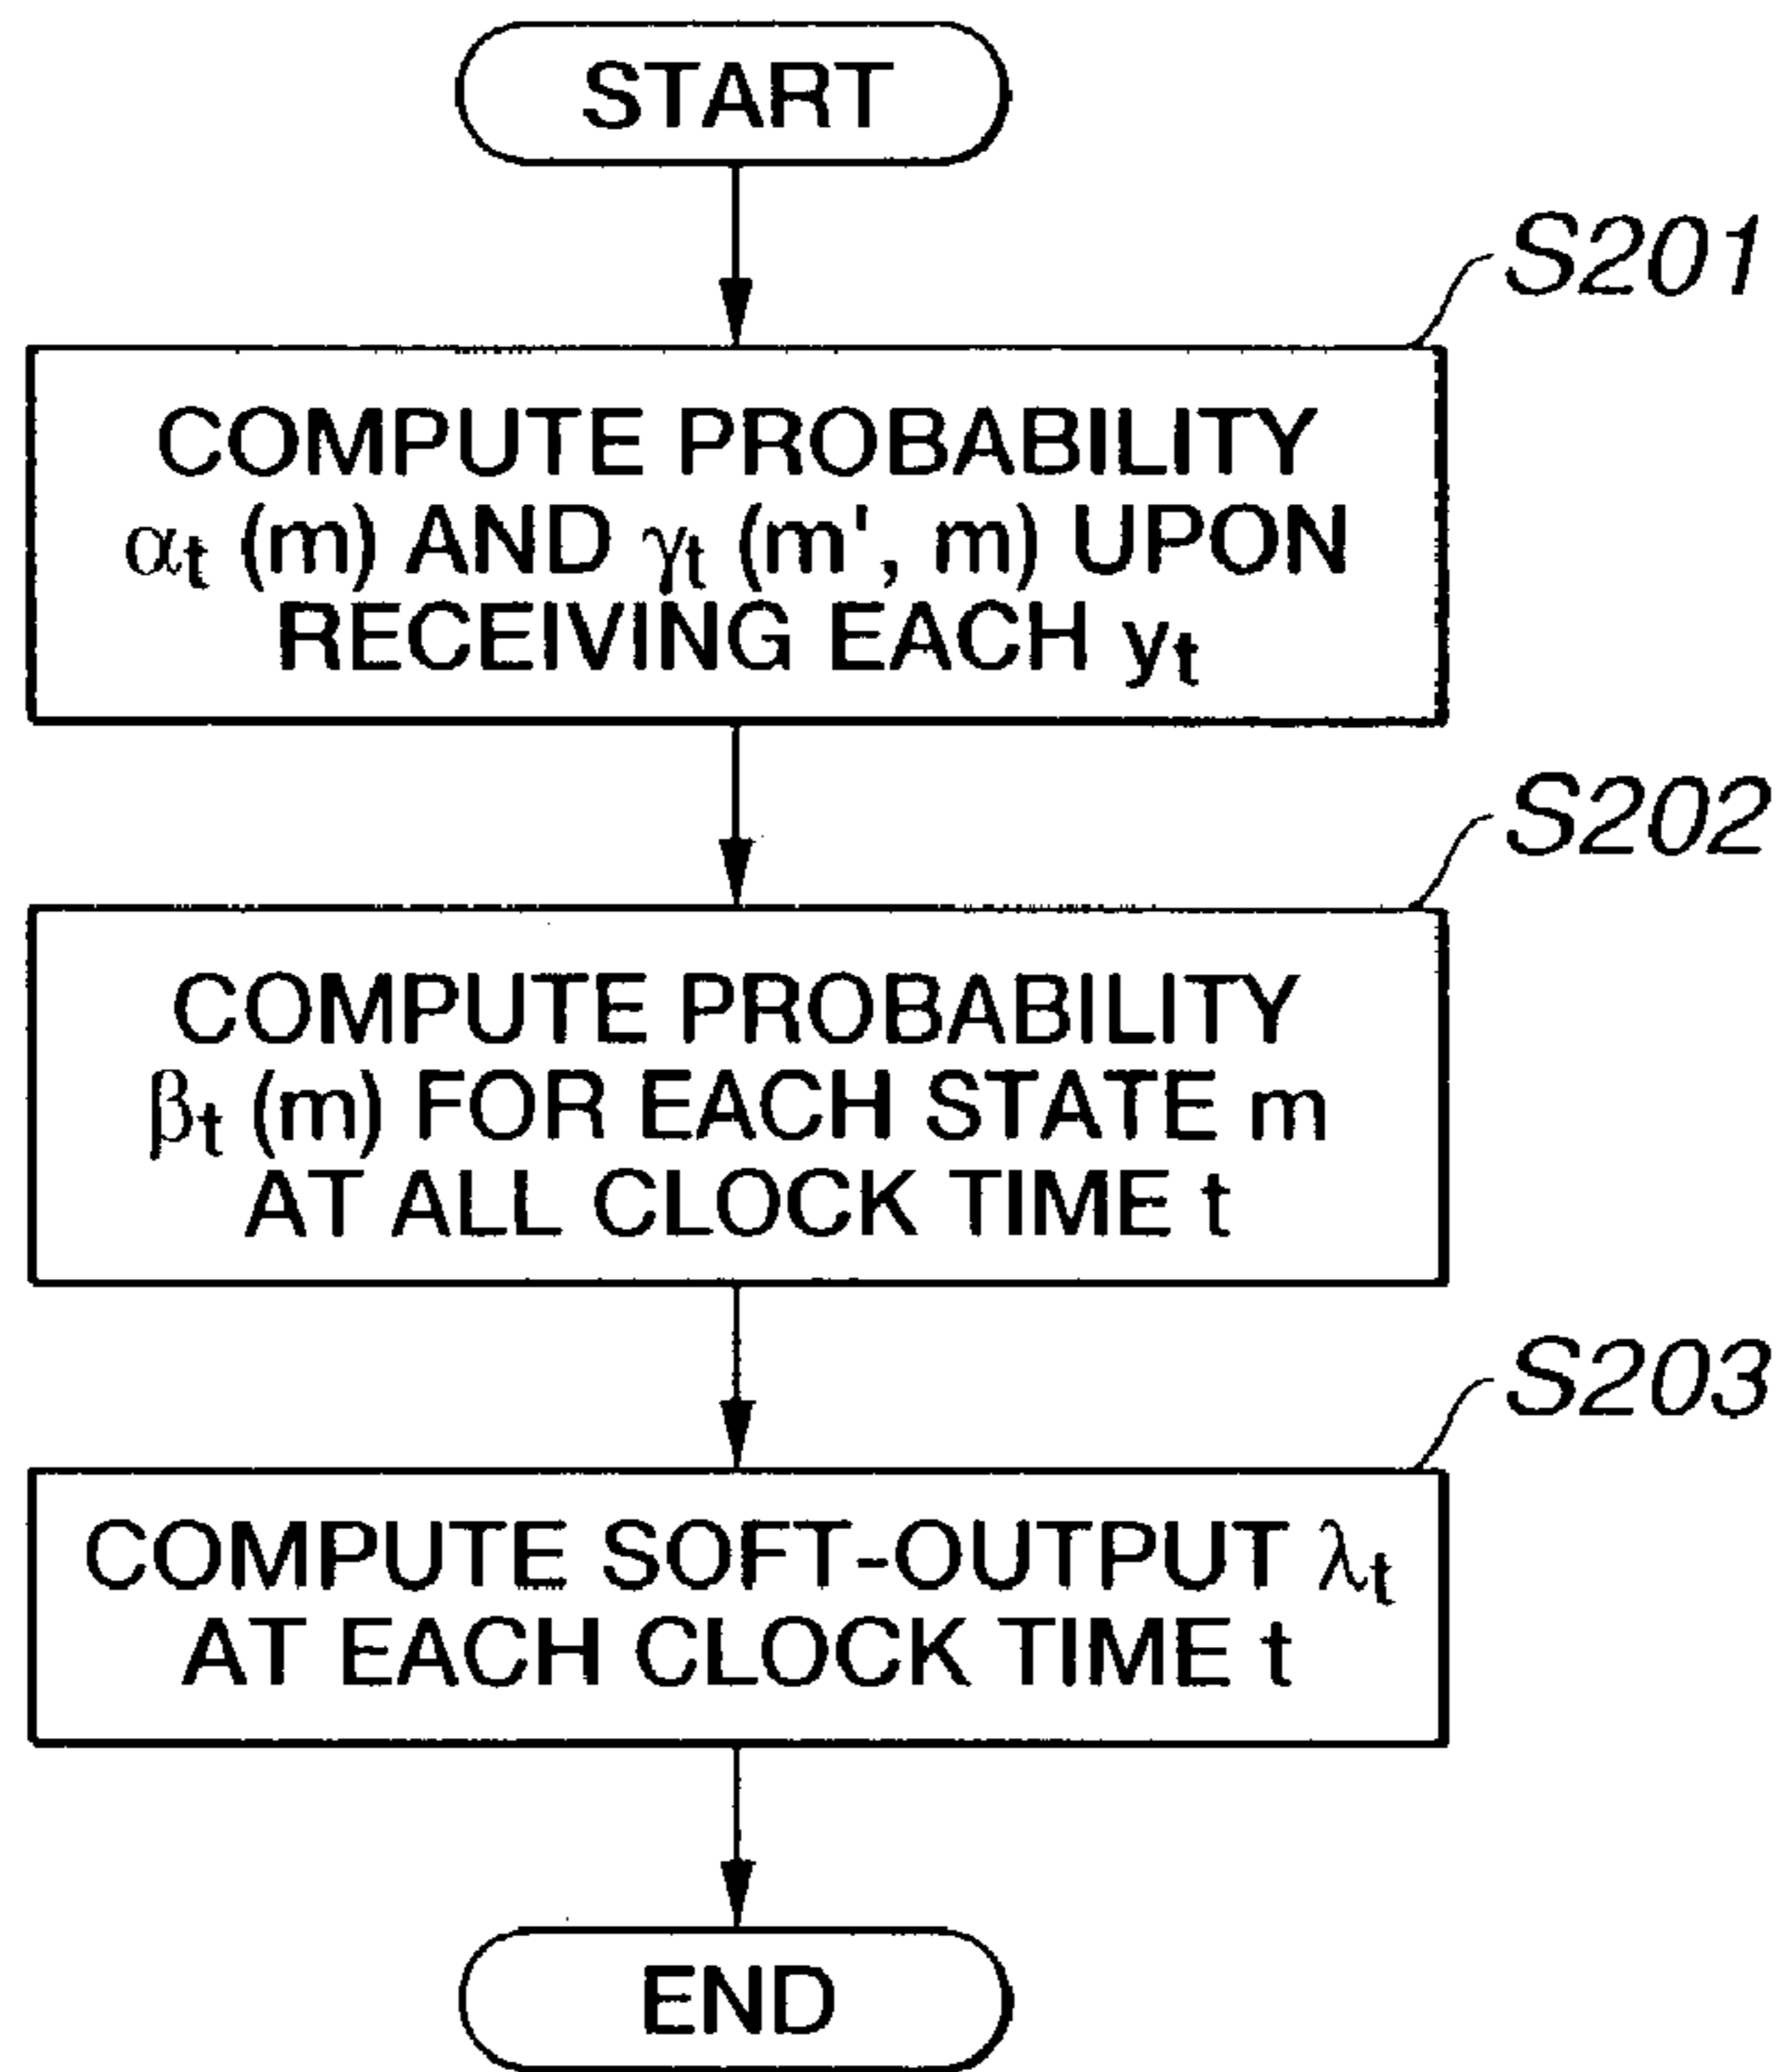 START
S201
COMPUTE PROBABILITY
αt (m) AND γt (m', m) UPON
RECEIVING EACH yt
S202
COMPUTE PROBABILITY
βt (m) FOR EACH STATE m
AT ALL CLOCK TIME t
S203
COMPUTE SOFT-OUTPUT λt
AT EACH CLOCK TIME t
END